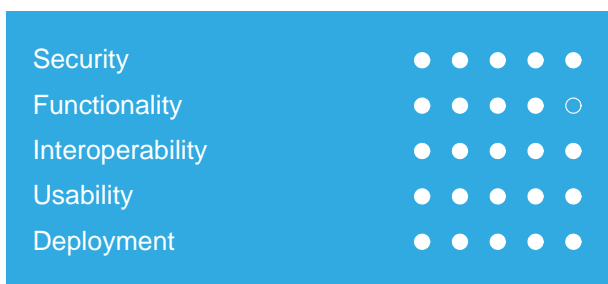 Security
Functionality
Interoperability
Usability
Deployment